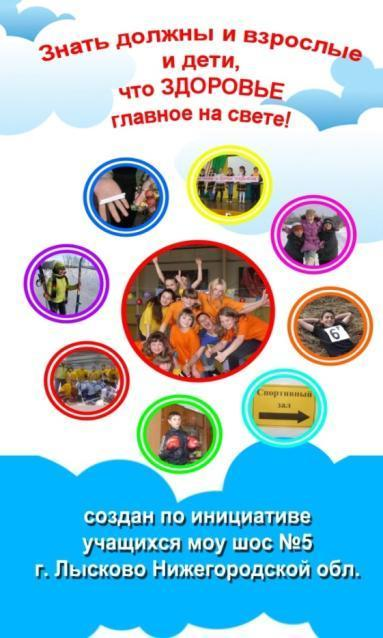 Знать должны и взрослые
и дети,
что ЗДОРОВЬЕ
главное на свете!
6
Спортивный
зал
создан по инициативе
учащихся моу шос №5
г. Лысково Нижегородской обл.